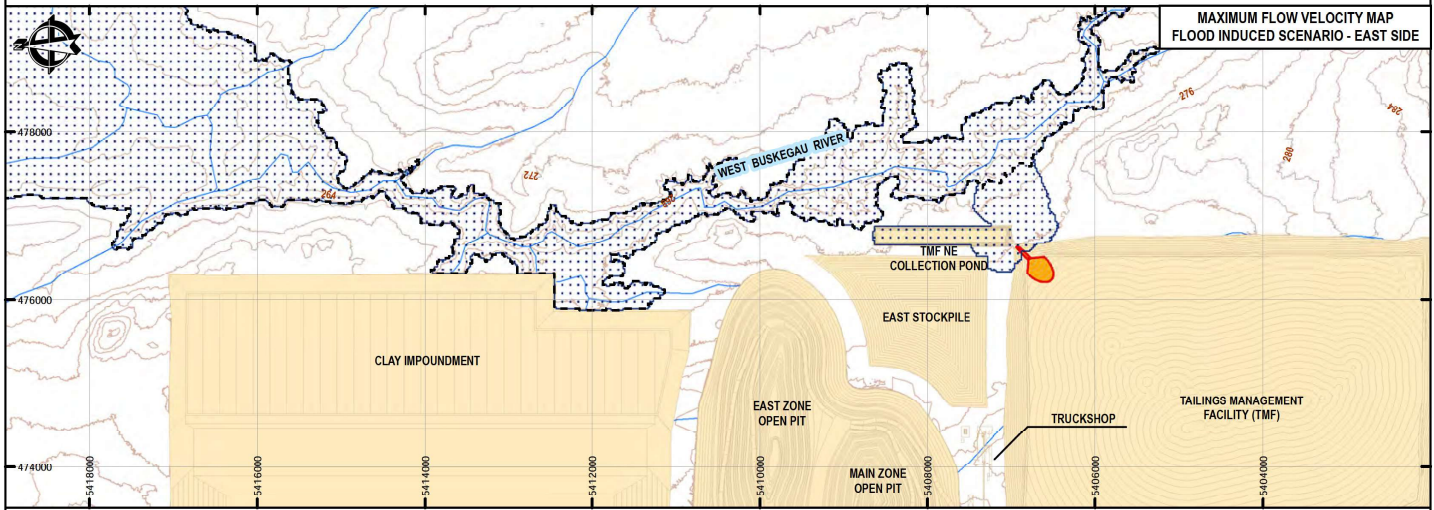 MAXIMUM FLOW VELOCITY MAP
FLOOD INDUCED SCENARIO - EAST SIDE
276
284
478000
WEST BUSKEGAU RIVER
280
272
264
TMF NE
COLLECTION POND
476000
EAST STOCKPILE
CLAY IMPOUNDMENT
EAST ZONE
OPEN PIT
TAILINGS MANAGEMENT
FACILITY (TMF)
TRUCKSHOP
MAIN ZONE
OPEN PIT
474000
5418000
5416000
5414000
5412000
5410000
5408000
5406000
5404000